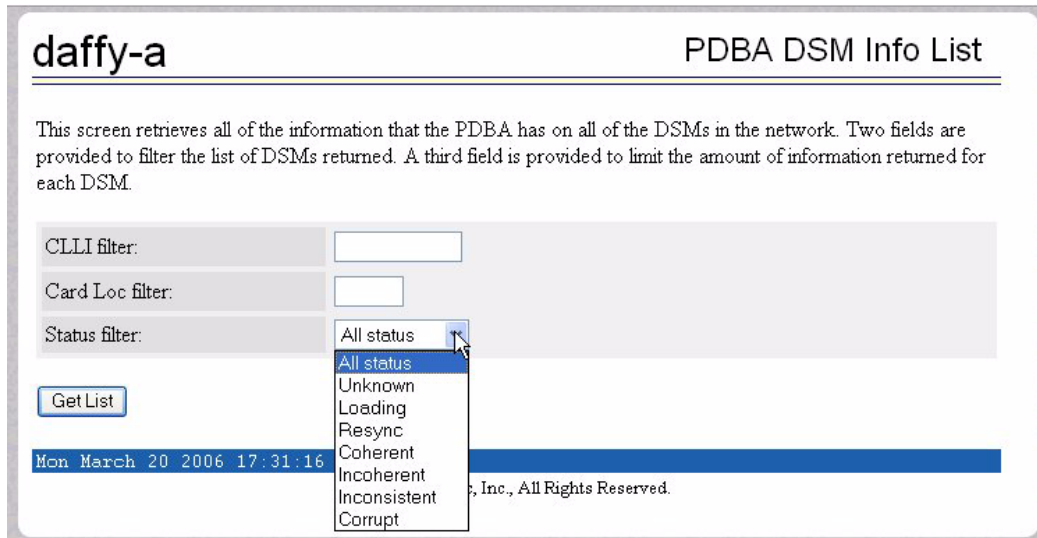 daffy-a
PDBA DSM Info List
This screen retrieves all of the information that the PDBA has on all of the DSMs in the network. Two fields are
provided to filter the list of DSMs returned. A third field is provided to limit the amount of information returned for
each DSM.
CLLI filter:
Card Loc filter:
Status filter:
All status
All status
Unknown
Loading
Resync
Coherent
Incoherent
Inconsistent
Corrupt
Get List
Mon March 20 2006 17:31:16
, Inc., All Rights Reserved.